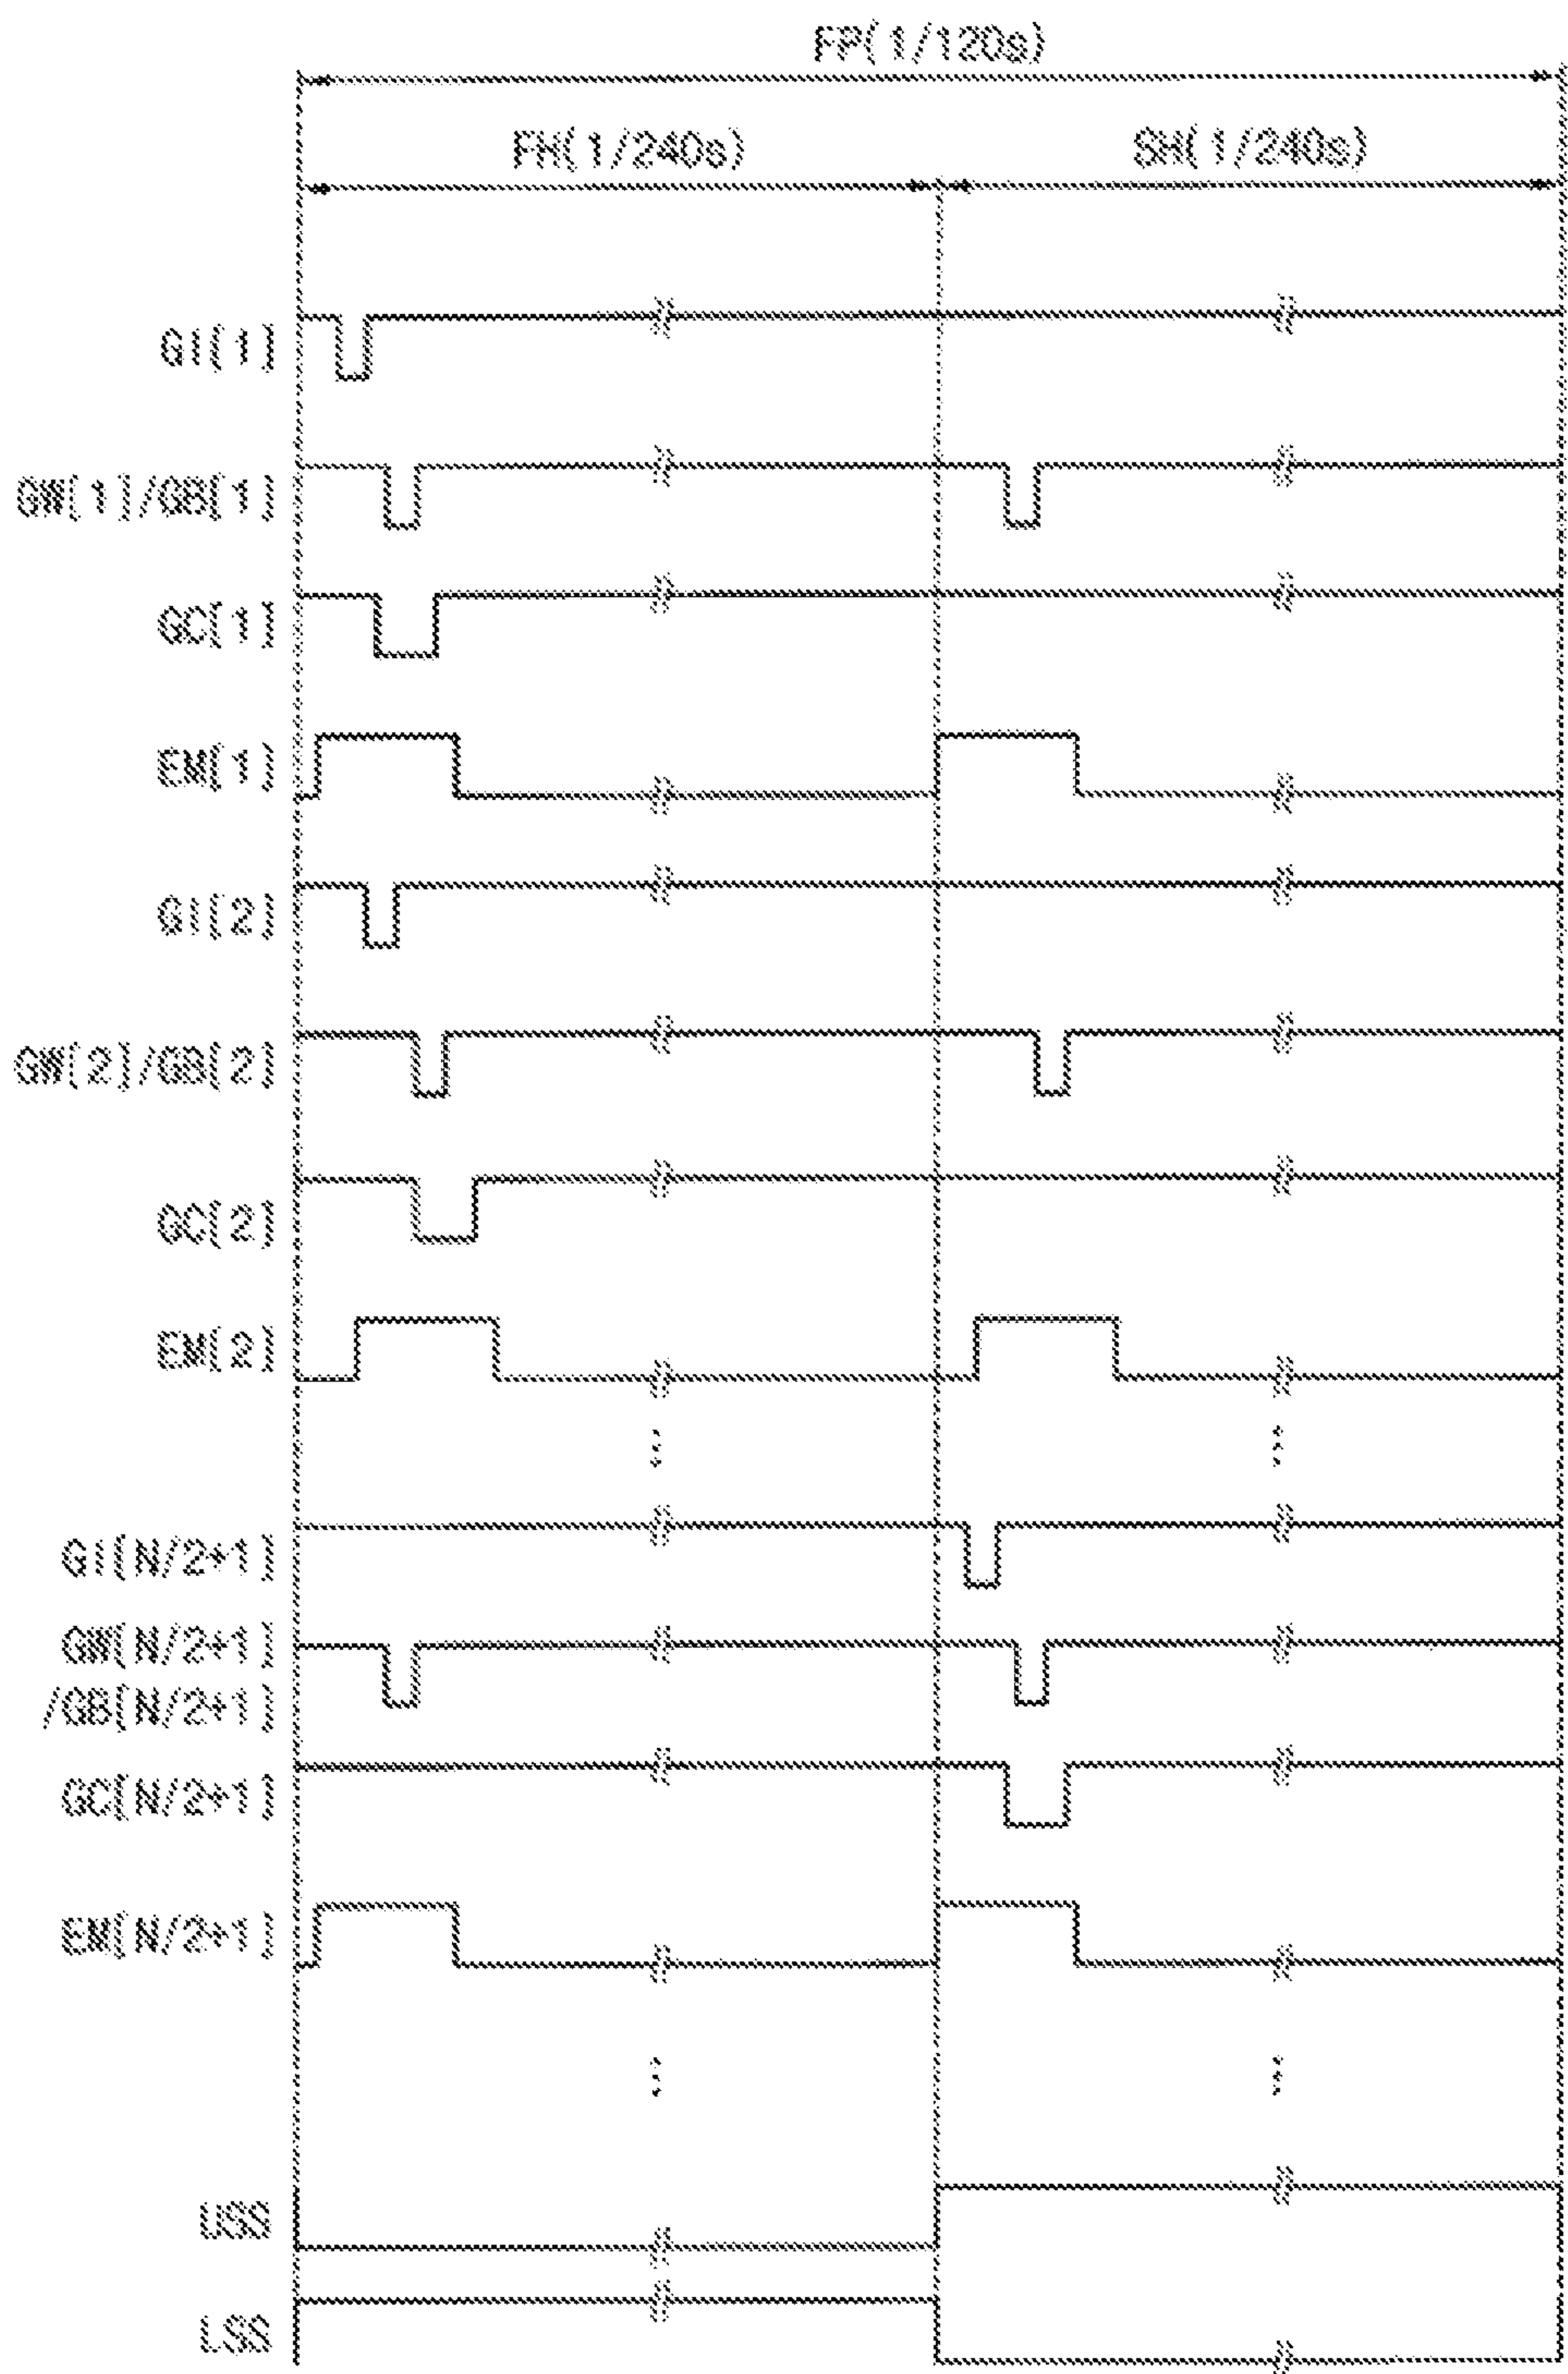 FP(1/120s)
FH(1/240s)
SH(1/240s)
GI[1]
GW[1]/GB[1]
GC[1]
EM[1]
GI[2]
GW[2]/GB[2]
GC[2]
EM[2]
GI[N/2+1]
GW[N/2+1]
/GB[N/2+1]
GC[N/2+1]
EM[N/2+1]
USS
LSS